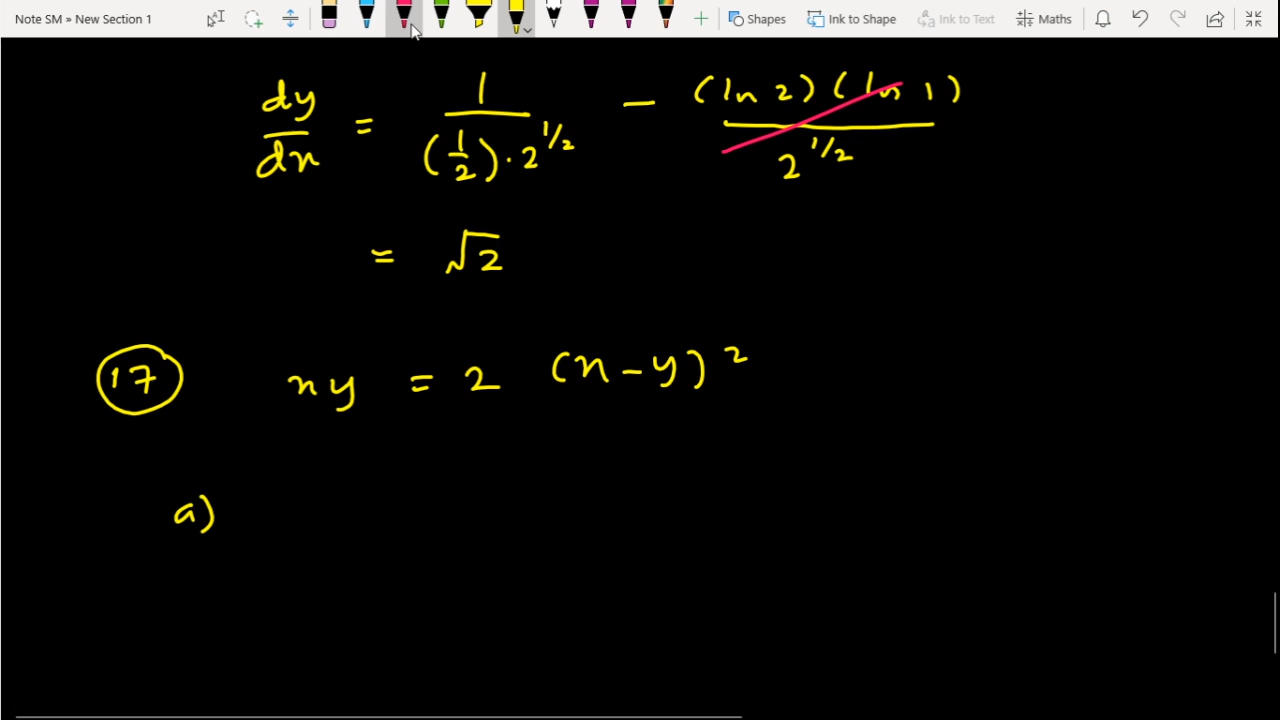 Note SM » New Section 1 Shapes Ink to Shape Ink to Text Maths
dy/dx = 1/((1/2)·2^1/2) − (ln 2)(ln 1)/2^1/2
= √2
17 xy = 2 (x−y)^2
a)